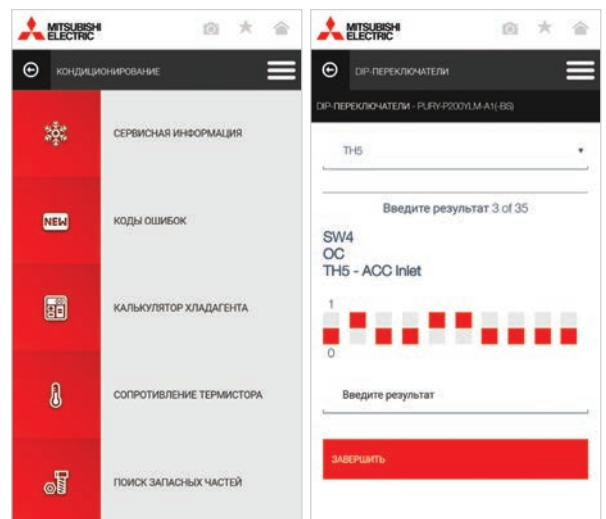 MITSUBISHI
ELECTRIC
КОНДИЦИОНИРОВАНИЕ
СЕРВИСНАЯ ИНФОРМАЦИЯ
NEW
КОДЫ ОШИБОК
КАЛЬКУЛЯТОР ХЛАДАГЕНТА
СОПРОТИВЛЕНИЕ ТЕРМИСТОРА
ПОИСК ЗАПАСНЫХ ЧАСТЕЙ
MITSUBISHI
ELECTRIC
DIP-ПЕРЕКЛЮЧАТЕЛИ
DIP-ПЕРЕКЛЮЧАТЕЛИ - PURY-P200YLM-A1(-BS)
TH5
Введите результат 3 of 35
SW4
OC
TH5 - ACC Inlet
1
0
Введите результат
ЗАВЕРШИТЬ